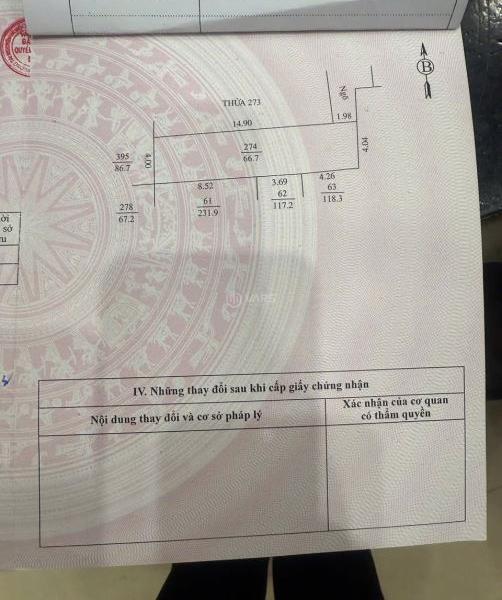 B
Ngõ
THỬA 273
14.90
1.98
274
66.7
4.04
4.00
395
86.7
8.52
3.69
4.26
278
67.2
61
231.9
62
117.2
63
118.3
ời
sở
u
IV. Những thay đổi sau khi cấp giấy chứng nhận
Nội dung thay đổi và cơ sở pháp lý
Xác nhận của cơ quan
có thẩm quyền